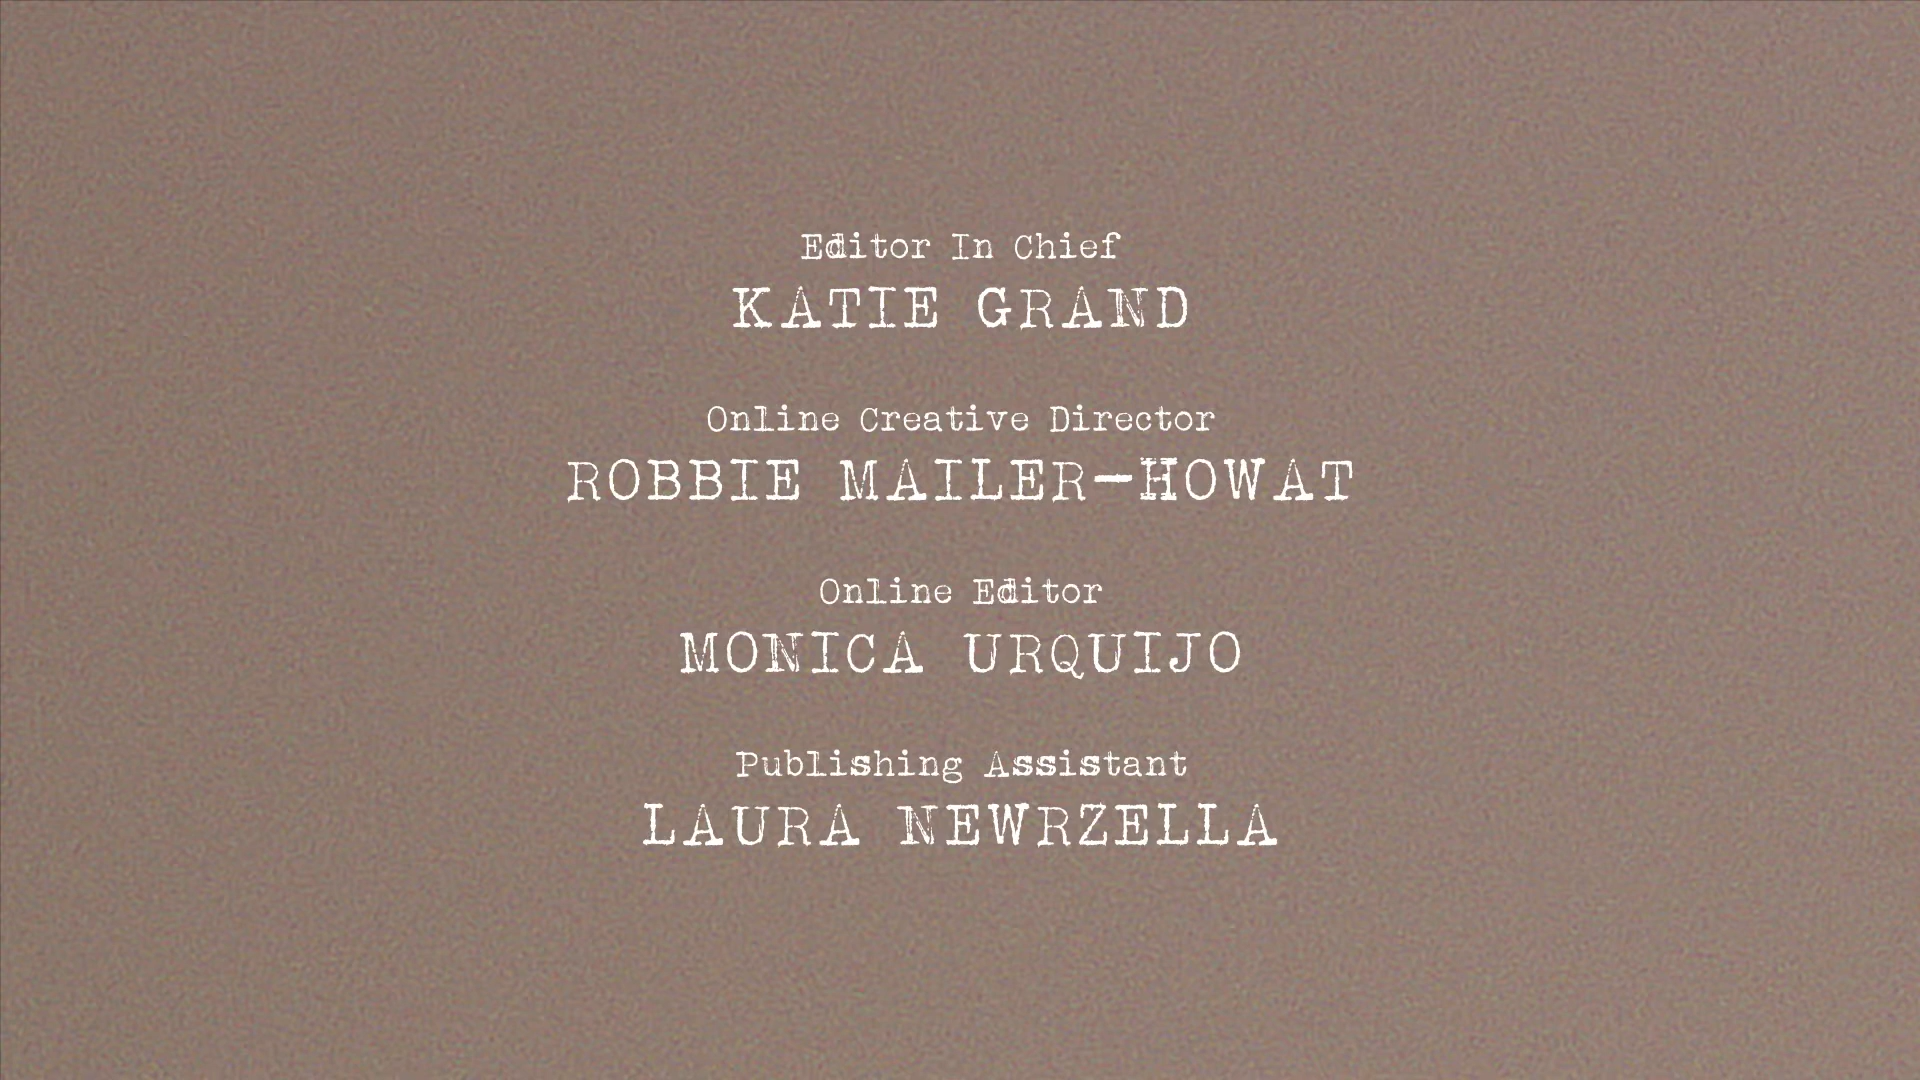 Editor In Chief
KATIE GRAND
Online Creative Director
ROBBIE MAILER-HOWAT
Online Editor
MONICA URQUIJO
Publishing Assistant
LAURA NEWRZELLA